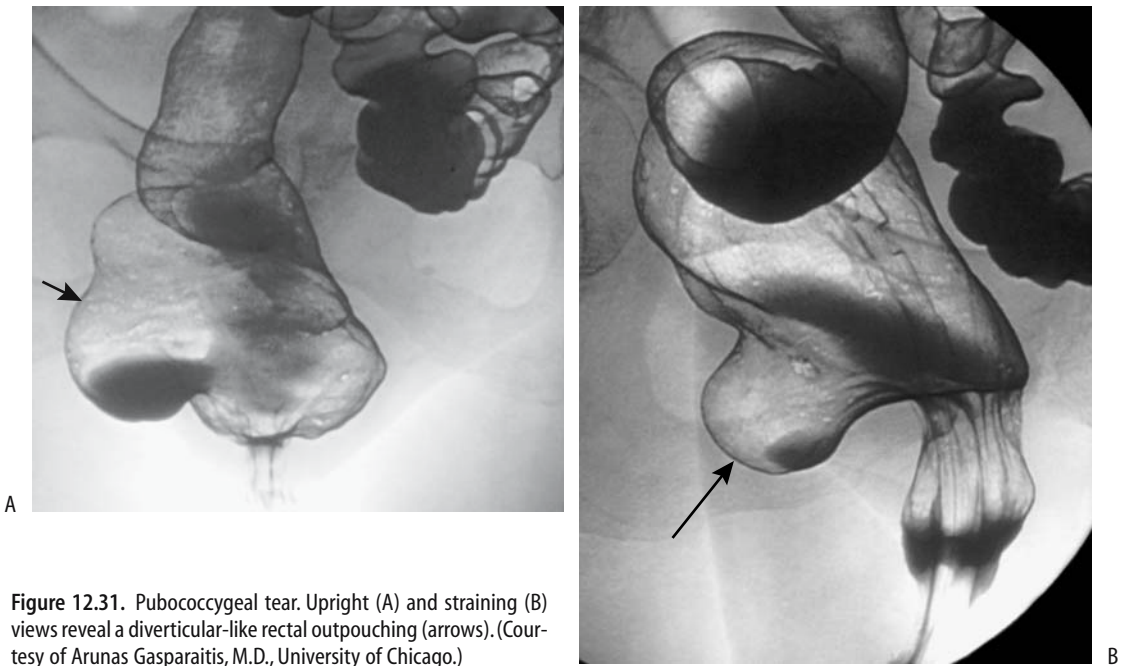 A
B
Figure 12.31. Pubococcygeal tear. Upright (A) and straining (B)
views reveal a diverticular-like rectal outpouching (arrows). (Cour-
tesy of Arunas Gasparaitis, M.D., University of Chicago.)